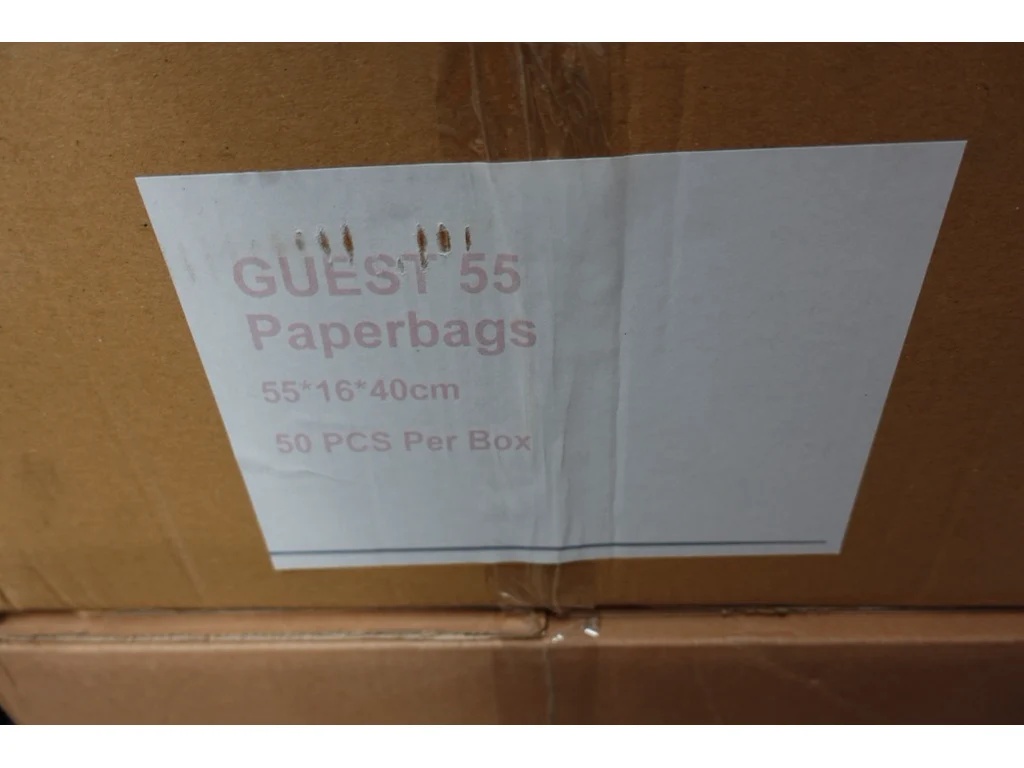 GUEST 55
Paperbags
55*16*40cm
50 PCS Per Box